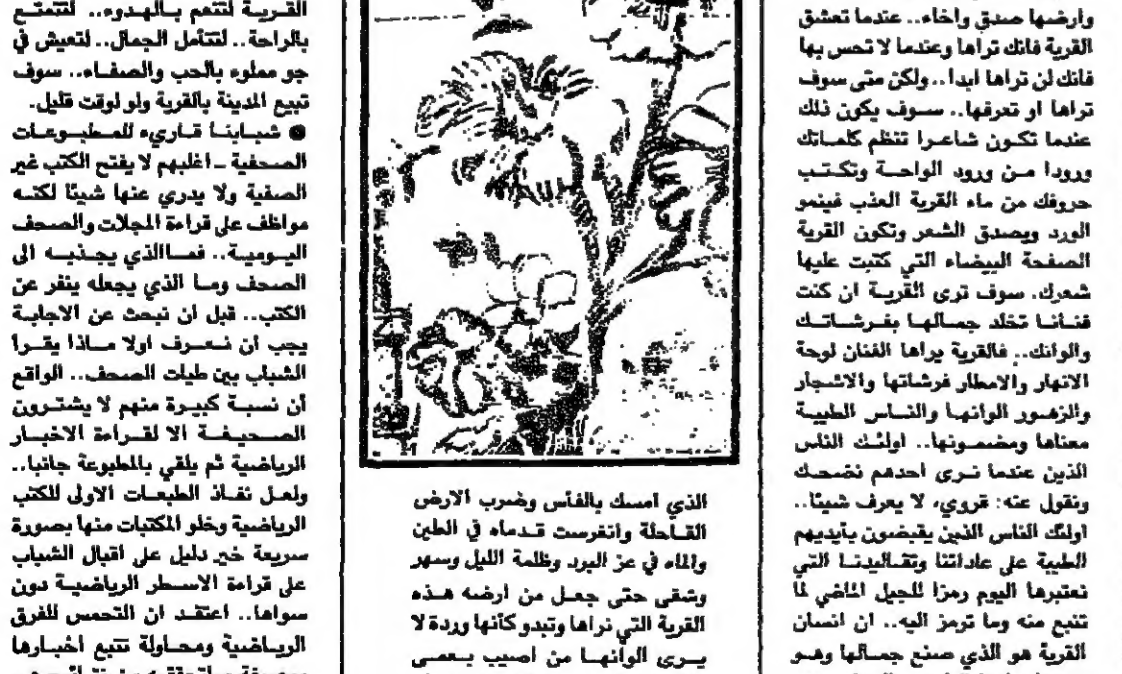 وارضها صدق واخاء.. عندما تعشق
القرية فانك تراها وعندما لا تحس بها
فانك لن تراها ابدا.. ولكن متى سوف
تراها او تعرفها.. سوف يكون ذلك
عندما تكون شاعرا تنظم كلماتك
ورودا من ورود الواحة وتكتب
حروفك من ماء القرية العذب فينمو
الورد ويصدق الشعر وتكون القرية
الصفحة البيضاء التي كتبت عليها
شعرك. سوف ترى القرية ان كنت
فنانا تخلد جمالها بفرشاتك
والوانك.. فالقرية يراها الفنان لوحة
الانهار والامطار فرشاتها والاشجار
والزهور الوانها والناس الطيبة
معناها ومضمونها.. اولئك الناس
الذين عندما نرى احدهم نضحك
ونقول عنه: قروي، لا يعرف شيئا..
اولئك الناس الذين يقبضون بأيديهم
الطيبة على عاداتنا وتقاليدنا التي
نعتبرها اليوم رمزا للجيل الماضي لما
تنبع منه وما ترمز اليه.. ان انسان
القرية هو الذي صنع جمالها وهو
الذي امسك بالفأس وضرب الارض
القاحلة وانغرست قدماه في الطين
والماء في عز البرد وظلمة الليل وسهر
وشقى حتى جعل من ارضه هذه
القرية التي نراها وتبدو كأنها وردة لا
يرى الوانها من اصيب بعمى
القرية لتنعم بالهدوء.. لتتمتع
بالراحة.. لتتأمل الجمال.. لتعيش في
جو مملوء بالحب والصفاء.. سوف
تبيع المدينة بالقرية ولو لوقت قليل.
● شبابنا قاريء للمطبوعات
الصحفية ـ اغلبهم لا يفتح الكتب غير
الصفية ولا يدري عنها شيئا لكنه
مواظف على قراءة المجلات والصحف
اليومية.. فما الذي يجذبه الى
الصحف وما الذي يجعله ينفر عن
الكتب.. قبل ان نبحث عن الاجابة
يجب ان نعرف اولا ماذا يقرا
الشباب بين طيات الصحف.. الواقع
أن نسبة كبيرة منهم لا يشترون
الصحيفة الا لقراءة الاخبار
الرياضية ثم يلقي بالمطبوعة جانبا..
ولعل نفاذ الطبعات الاولى للكتب
الرياضية وخلو المكتبات منها بصورة
سريعة خير دليل على اقبال الشباب
على قراءة الاسطر الرياضية دون
سواها.. اعتقد ان التحمس للفرق
الرياضية ومحاولة تتبع اخبارها